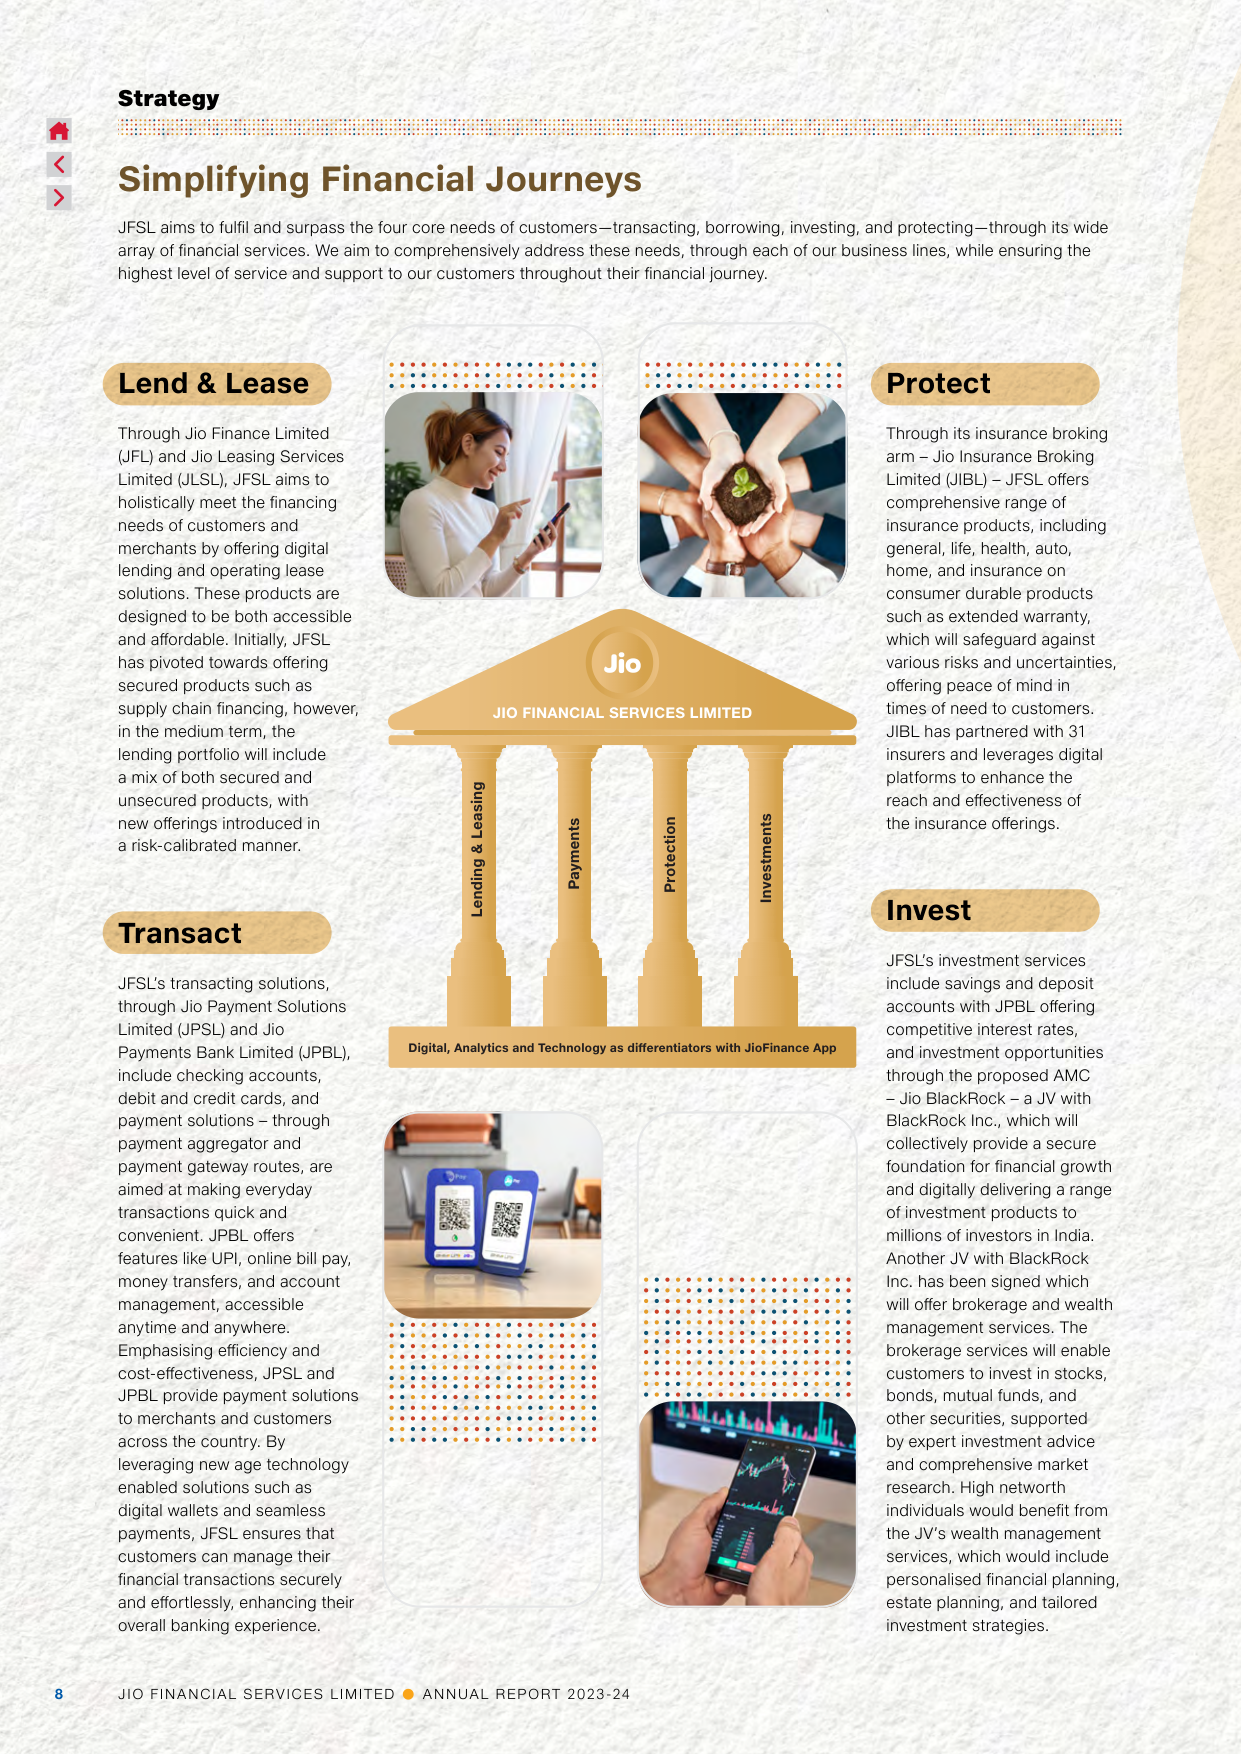 Strategy
Simplifying Financial Journeys
JFSL aims to fulfil and surpass the four core needs of customers—transacting, borrowing, investing, and protecting—through its wide
array of financial services. We aim to comprehensively address these needs, through each of our business lines, while ensuring the
highest level of service and support to our customers throughout their financial journey.
Lend & Lease
Through Jio Finance Limited
(JFL) and Jio Leasing Services
Limited (JLSL), JFSL aims to
holistically meet the financing
needs of customers and
merchants by offering digital
lending and operating lease
solutions. These products are
designed to be both accessible
and affordable. Initially, JFSL
has pivoted towards offering
secured products such as
supply chain financing, however,
in the medium term, the
lending portfolio will include
a mix of both secured and
unsecured products, with
new offerings introduced in
a risk-calibrated manner.
Transact
JFSL's transacting solutions,
through Jio Payment Solutions
Limited (JPSL) and Jio
Payments Bank Limited (JPBL),
include checking accounts,
debit and credit cards, and
payment solutions – through
payment aggregator and
payment gateway routes, are
aimed at making everyday
transactions quick and
convenient. JPBL offers
features like UPI, online bill pay,
money transfers, and account
management, accessible
anytime and anywhere.
Emphasising efficiency and
cost-effectiveness, JPSL and
JPBL provide payment solutions
to merchants and customers
across the country. By
leveraging new age technology
enabled solutions such as
digital wallets and seamless
payments, JFSL ensures that
customers can manage their
financial transactions securely
and effortlessly, enhancing their
overall banking experience.
Jio
JIO FINANCIAL SERVICES LIMITED
Lending & Leasing
Payments
Protection
Investments
Digital, Analytics and Technology as differentiators with JioFinance App
Protect
Through its insurance broking
arm – Jio Insurance Broking
Limited (JIBL) – JFSL offers
comprehensive range of
insurance products, including
general, life, health, auto,
home, and insurance on
consumer durable products
such as extended warranty,
which will safeguard against
various risks and uncertainties,
offering peace of mind in
times of need to customers.
JIBL has partnered with 31
insurers and leverages digital
platforms to enhance the
reach and effectiveness of
the insurance offerings.
Invest
JFSL's investment services
include savings and deposit
accounts with JPBL offering
competitive interest rates,
and investment opportunities
through the proposed AMC
– Jio BlackRock – a JV with
BlackRock Inc., which will
collectively provide a secure
foundation for financial growth
and digitally delivering a range
of investment products to
millions of investors in India.
Another JV with BlackRock
Inc. has been signed which
will offer brokerage and wealth
management services. The
brokerage services will enable
customers to invest in stocks,
bonds, mutual funds, and
other securities, supported
by expert investment advice
and comprehensive market
research. High networth
individuals would benefit from
the JV's wealth management
services, which would include
personalised financial planning,
estate planning, and tailored
investment strategies.
8
JIO FINANCIAL SERVICES LIMITED ● ANNUAL REPORT 2023-24